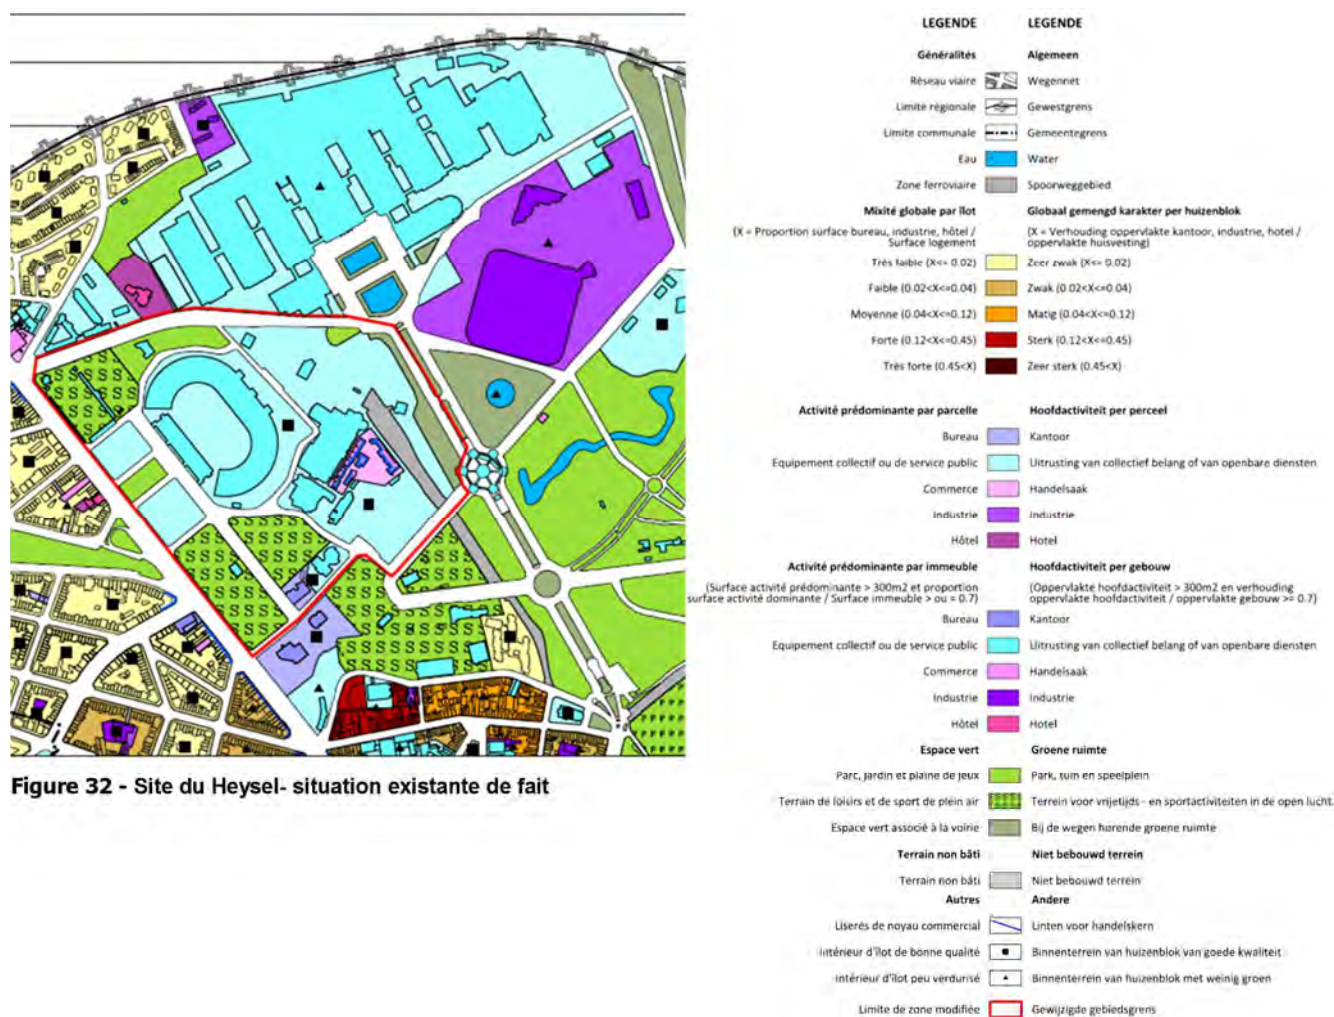 LEGENDE LEGENDE
Généralités Algemeen
Réseau viaire Wegennet
Limite régionale Gewestgrens
Limite communale Gemeentegrens
Eau Water
Zone ferroviaire Spoorweggebied
Mixité globale par îlot Globaal gemengd karakter per huizenblok
(X = Proportion surface bureau, industrie, hôtel / (X = Verhouding oppervlakte kantoor, industrie, hotel /
Surface logement oppervlakte huisvesting)
Très faible (X<= 0.02) Zeer zwak (X<= 0.02)
Faible (0.02<X<=0.04) Zwak (0.02<X<=0.04)
Moyenne (0.04<X<=0.12) Matig (0.04<X<=0.12)
Forte (0.12<X<=0.45) Sterk (0.12<X<=0.45)
Très forte (0.45<X) Zeer sterk (0.45<X)
Activité prédominante par parcelle Hoofdactiviteit per perceel
Bureau Kantoor
Equipement collectif ou de service public Uitrusting van collectief belang of van openbare diensten
Commerce Handelsaak
Industrie Industrie
Hôtel Hotel
Activité prédominante par immeuble Hoofdactiviteit per gebouw
(Surface activité prédominante > 300m2 et proportion (Oppervlakte hoofdactiviteit > 300m2 en verhouding
surface activité dominante / Surface immeuble > ou = 0.7) oppervlakte hoofdactiviteit / oppervlakte gebouw >= 0.7)
Bureau Kantoor
Equipement collectif ou de service public Uitrusting van collectief belang of van openbare diensten
Commerce Handelsaak
Industrie Industrie
Hôtel Hotel
Espace vert Groene ruimte
Parc, jardin et plaine de jeux Park, tuin en speelplein
Terrain de loisirs et de sport de plein air Terrein voor vrijetijds - en sportactiviteiten in de open lucht.
Espace vert associé à la voirie Bij de wegen horende groene ruimte
Terrain non bâti Niet bebouwd terrein
Terrain non bâti Niet bebouwd terrein
Autres Andere
Liserés de noyau commercial Linten voor handelskern
Intérieur d'îlot de bonne qualité Binnenterrein van huizenblok van goede kwaliteit
Intérieur d'îlot peu verdurisé Binnenterrein van huizenblok met weinig groen
Limite de zone modifiée Gewijzigde gebiedsgrens
Figure 32 - Site du Heysel- situation existante de fait